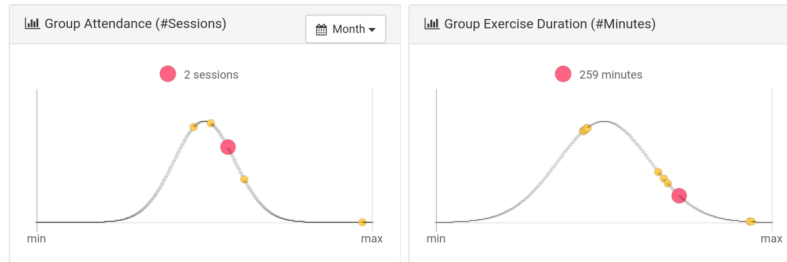 Group Attendance (#Sessions)
Month
2 sessions
min
max
Group Exercise Duration (#Minutes)
259 minutes
min
max